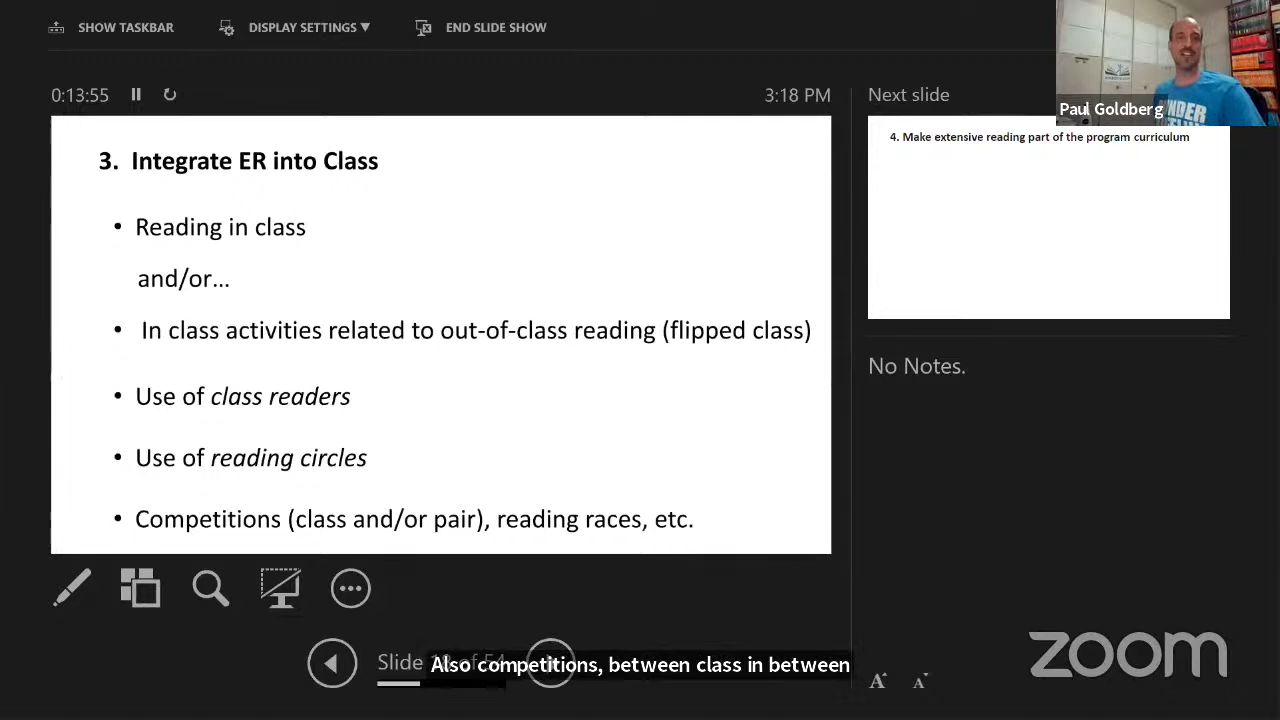 SHOW TASKBAR
DISPLAY SETTINGS ▼
END SLIDE SHOW
0:13:55
3:18 PM
Next slide
Paul Goldberg
3. Integrate ER into Class
• Reading in class
and/or...
• In class activities related to out-of-class reading (flipped class)
• Use of class readers
• Use of reading circles
• Competitions (class and/or pair), reading races, etc.
4. Make extensive reading part of the program curriculum
No Notes.
Slide
Also competitions, between class in between
A A
zoom